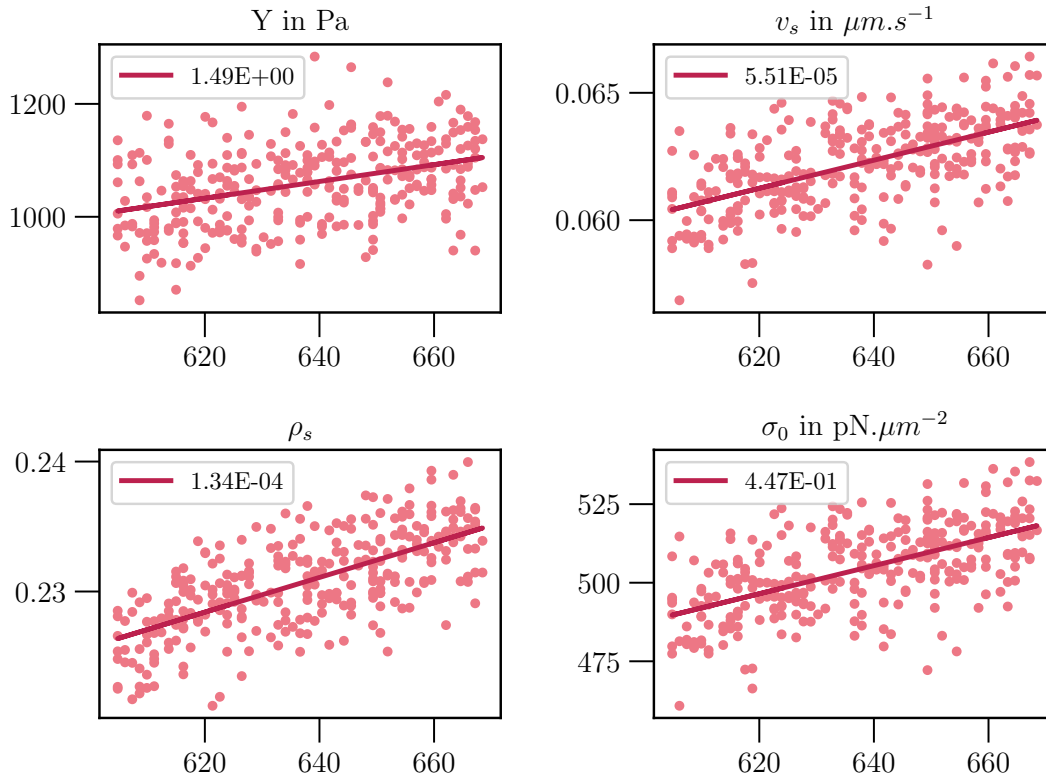 Y in Pa
1.49E+00
1200
1000
620 640 660
v_s in μm.s⁻¹
5.51E-05
0.065
0.060
620 640 660
ρ_s
1.34E-04
0.24
0.23
620 640 660
σ₀ in pN.μm⁻²
4.47E-01
525
500
475
620 640 660